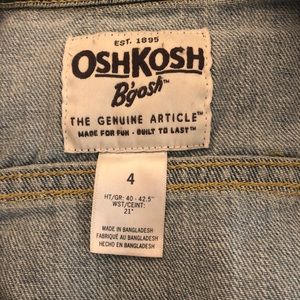 EST. 1895
OSHKOSH
B'gosh™
THE GENUINE ARTICLE™
MADE FOR FUN - BUILT TO LAST™
4
HT/GR: 40 - 42.5"
WST/CEINT:
21"
MADE IN BANGLADESH
FABRIQUÉ AU BANGLADESH
HECHO EN BANGLADESH